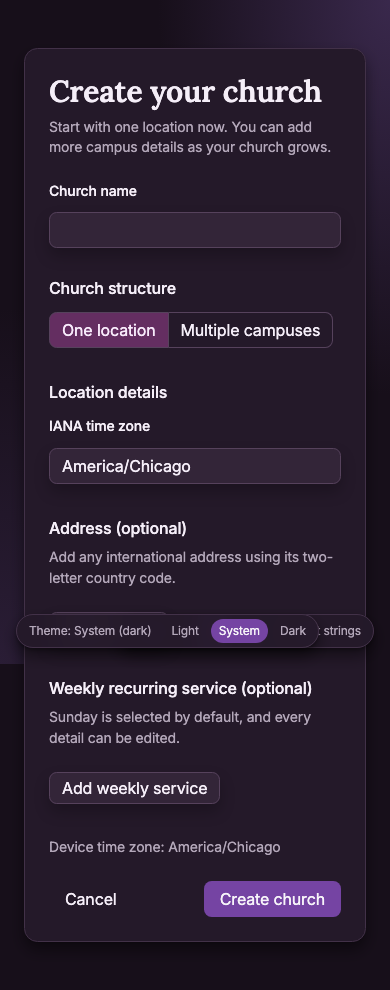 Create your church
Start with one location now. You can add
more campus details as your church grows.
Church name
Church structure
One location
Multiple campuses
Location details
IANA time zone
America/Chicago
Address (optional)
Add any international address using its two-
letter country code.
Theme: System (dark)
Light
System
Dark
strings
Weekly recurring service (optional)
Sunday is selected by default, and every
detail can be edited.
Add weekly service
Device time zone: America/Chicago
Cancel
Create church